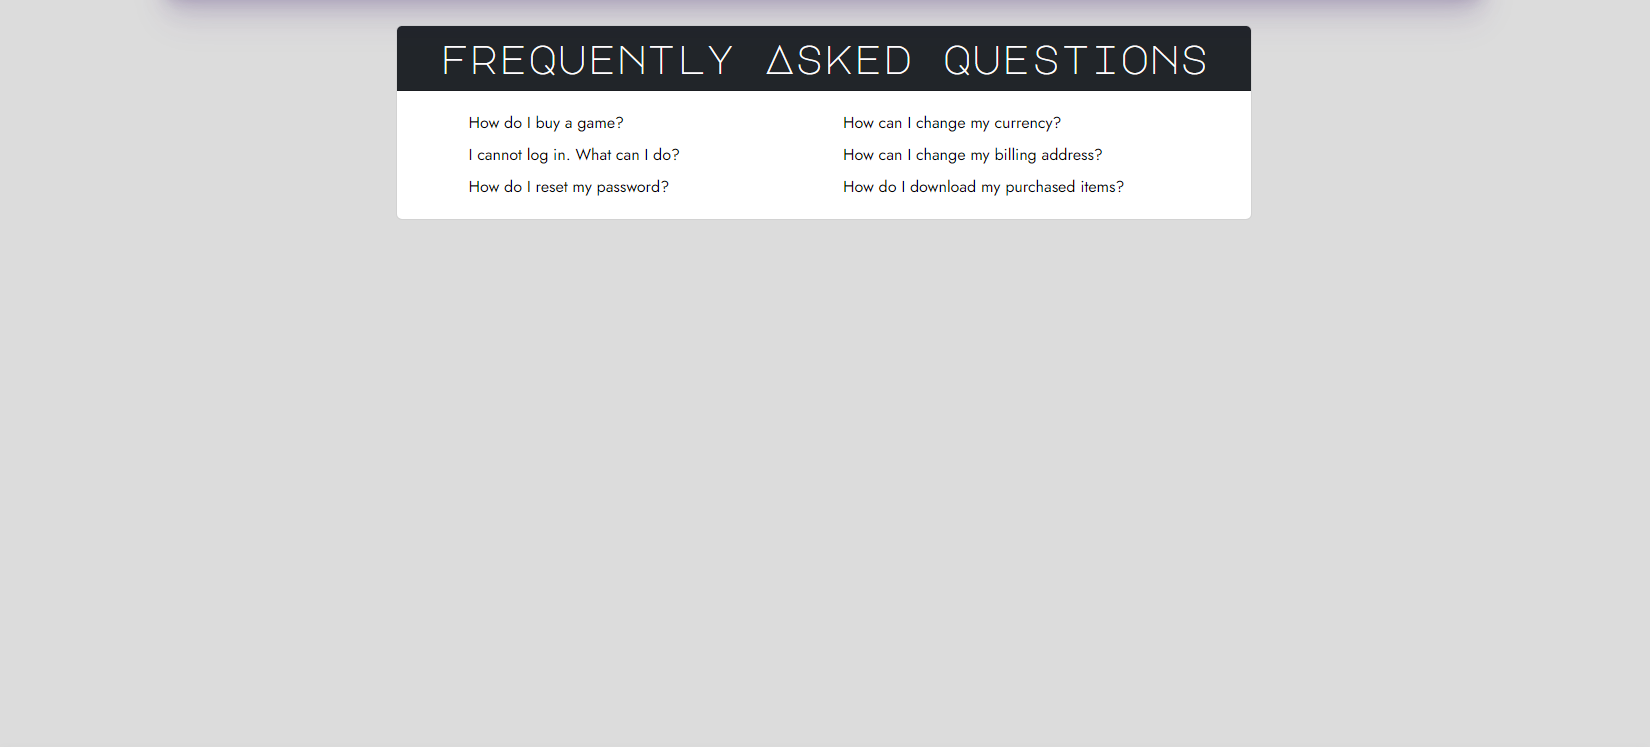 FREQUENTLY ASKED QUESTIONS
How do I buy a game?
I cannot log in. What can I do?
How do I reset my password?
How can I change my currency?
How can I change my billing address?
How do I download my purchased items?